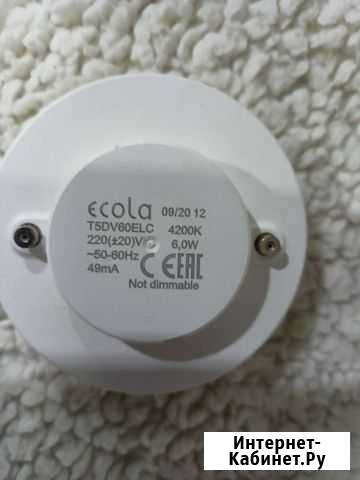 ecola 09/20 12
T5DV60ELC 4200K
220(±20)V 6,0W
~50-60Hz
49mA CE EAC
Not dimmable
Интернет-
Кабинет.Ру